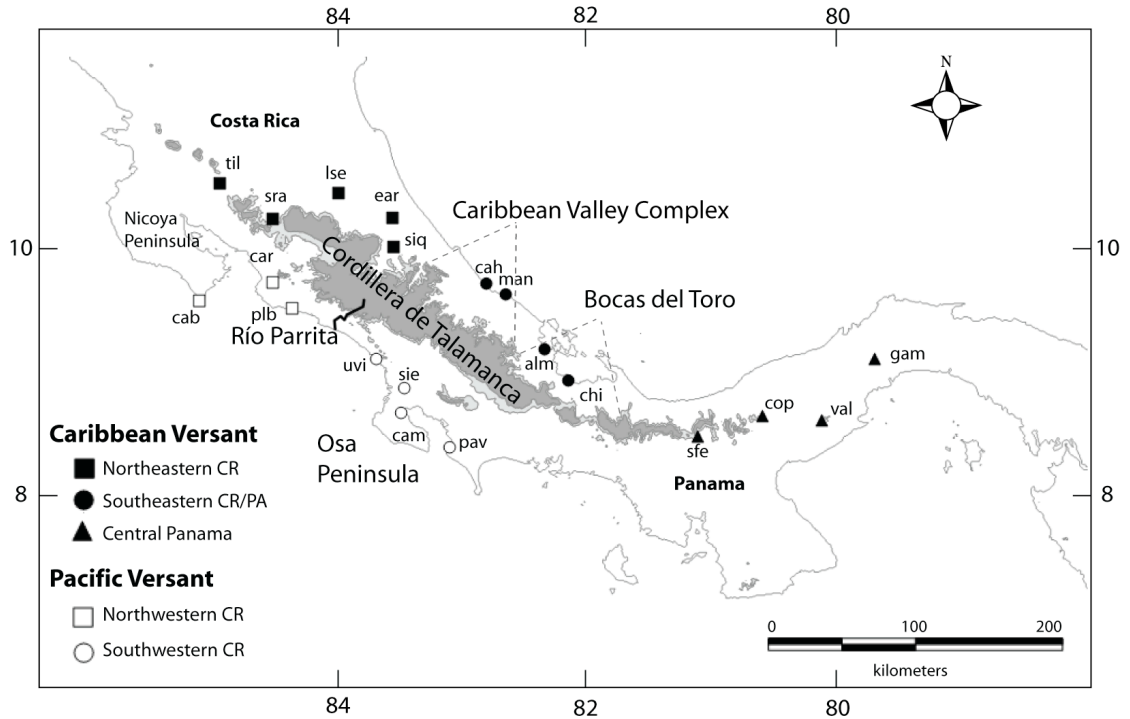 84
82
80
N
Costa Rica
til
lse
sra
ear
Caribbean Valley Complex
Nicoya
Peninsula
siq
10
10
car
Cordillera de Talamanca
cah
man
Bocas del Toro
cab
plb
Río Parrita
uvi
alm
gam
sie
chi
cop
val
cam
pav
sfe
Osa
Peninsula
Panama
Caribbean Versant
Northeastern CR
8
8
Southeastern CR/PA
Central Panama
Pacific Versant
Northwestern CR
Southwestern CR
0
100
200
kilometers
84
82
80